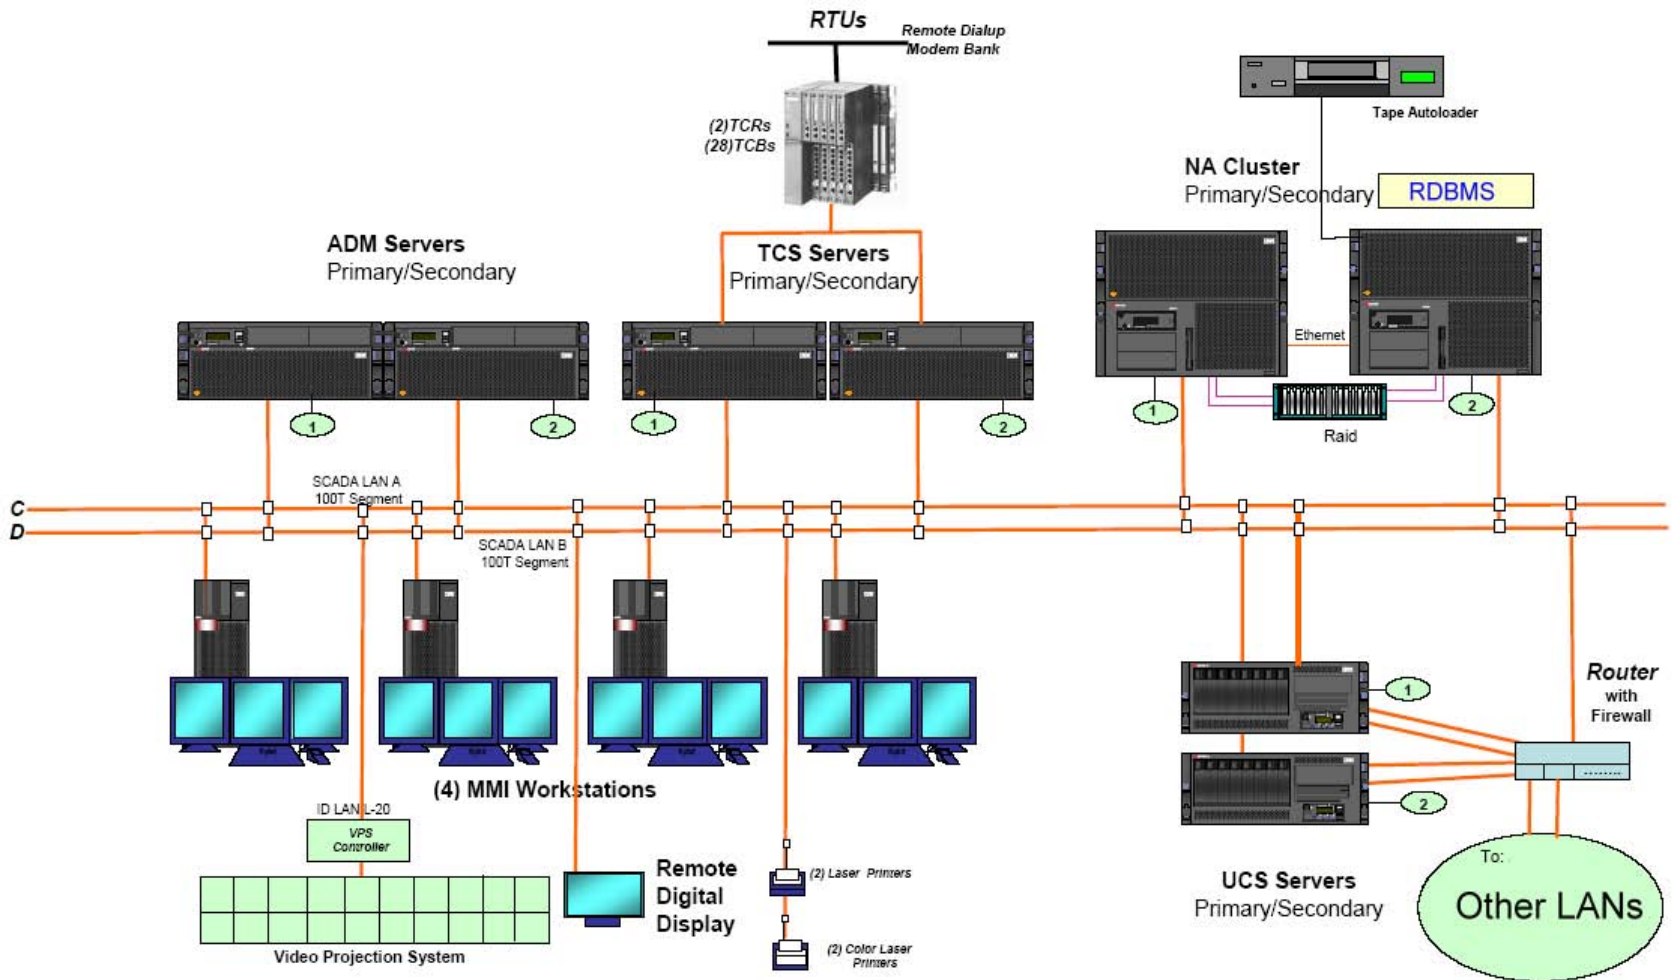 RTUs
Remote Dialup
Modem Bank
(2)TCRs
(28)TCBs
Tape Autoloader
NA Cluster
Primary/Secondary
RDBMS
ADM Servers
Primary/Secondary
TCS Servers
Primary/Secondary
Ethernet
1
2
1
2
1
2
Raid
SCADA LAN A
100T Segment
C
D
SCADA LAN B
100T Segment
1
Router
with
Firewall
(4) MMI Workstations
2
ID LAN L-20
VPS
Controller
To:
Other LANs
Remote
Digital
Display
(2) Laser Printers
UCS Servers
Primary/Secondary
(2) Color Laser
Printers
Video Projection System